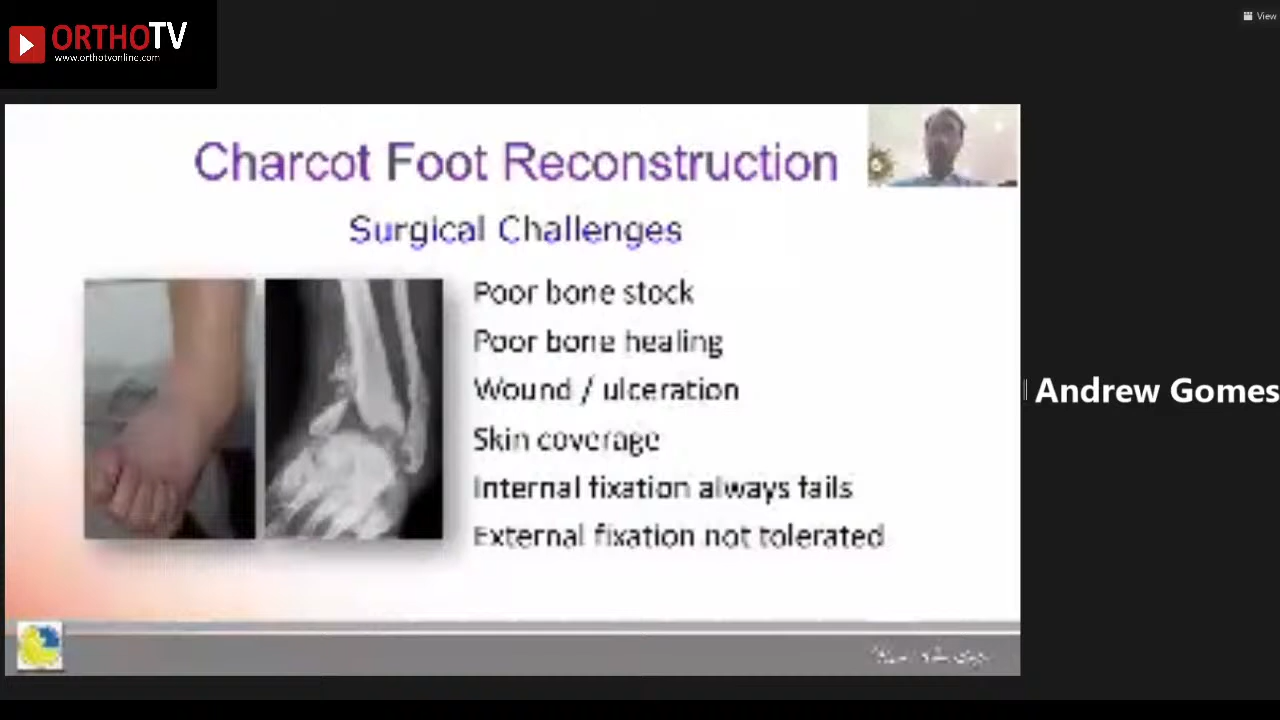 ORTHOTV
www.orthotvonline.com
View
Charcot Foot Reconstruction
Surgical Challenges
Poor bone stock
Poor bone healing
Wound / ulceration
Skin coverage
Internal fixation always fails
External fixation not tolerated
Andrew Gomes